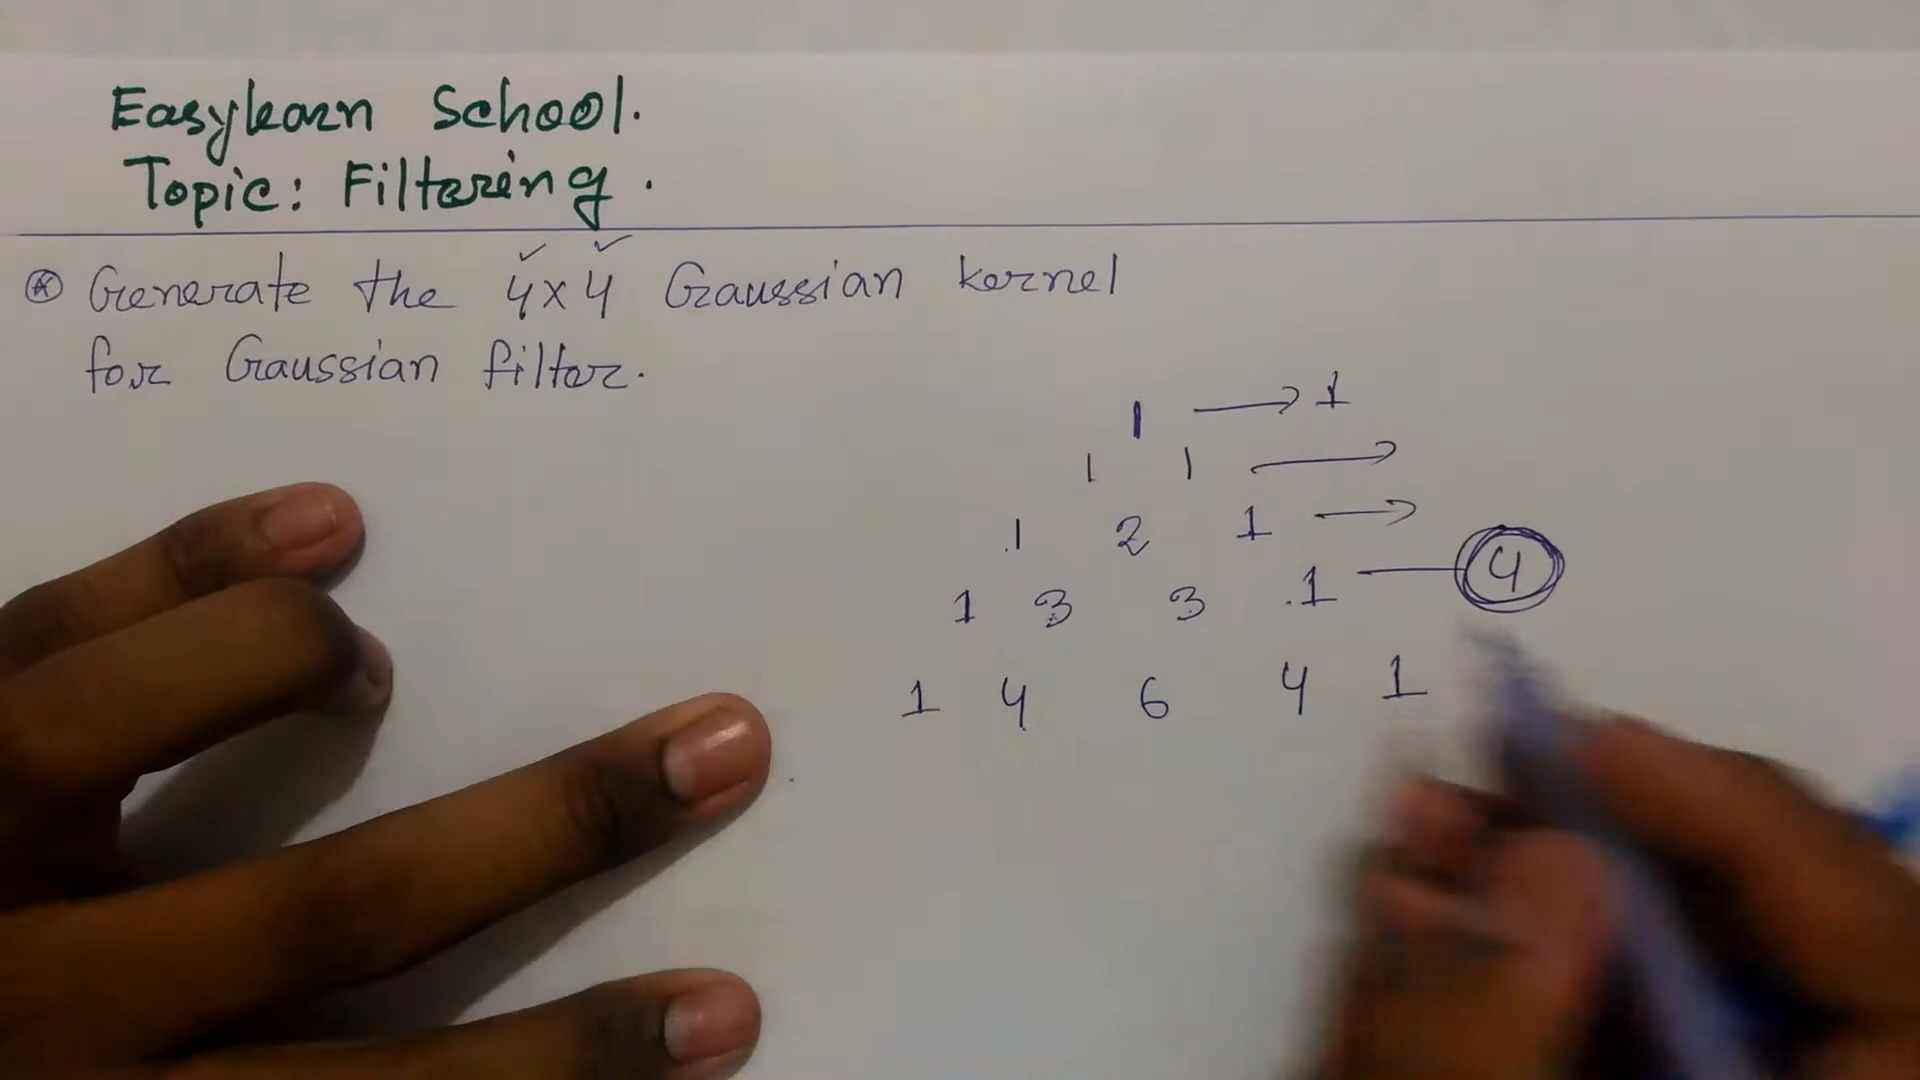 Easylearn School.
Topic: Filtering.
⊛ Generate the 4x4 Gaussian kernel
for Gaussian filter.
1 → 1
1 1 →
1 2 1 →
1 3 3 1 — 4
1 4 6 4 1